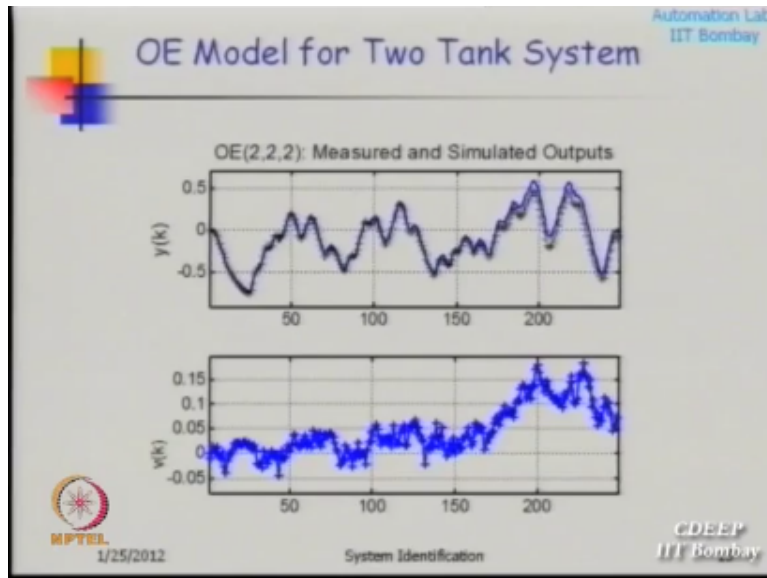 Automation Lab
IIT Bombay
OE Model for Two Tank System
OE(2,2,2): Measured and Simulated Outputs
0.5
0
-0.5
y(k)
50 100 150 200
0.15
0.1
0.05
0
-0.05
v(k)
50 100 150 200
NPTEL
1/25/2012
System Identification
CDEEP
IIT Bombay